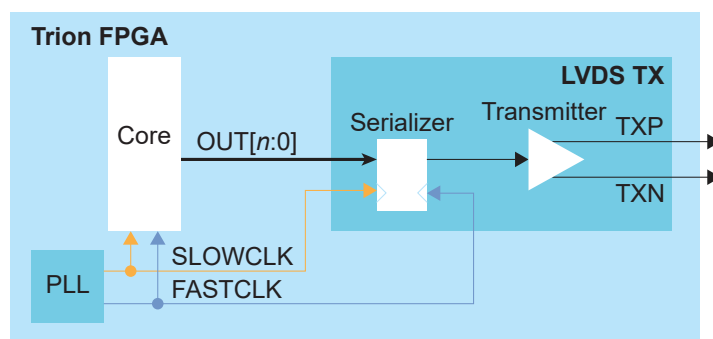 Trion FPGA
LVDS TX
Core
OUT[n:0]
Serializer
Transmitter
TXP
TXN
SLOWCLK
PLL
FASTCLK